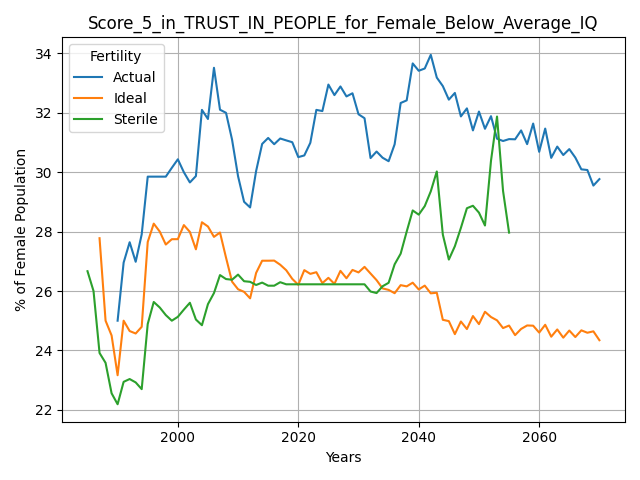 Score_5_in_TRUST_IN_PEOPLE_for_Female_Below_Average_IQ
Fertility
Actual
Ideal
Sterile
% of Female Population
34
32
30
28
26
24
22
2000
2020
2040
2060
Years